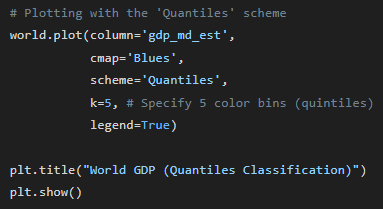 # Plotting with the 'Quantiles' scheme
world.plot(column='gdp_md_est',
           cmap='Blues',
           scheme='Quantiles',
           k=5, # Specify 5 color bins (quintiles)
           legend=True)
plt.title("World GDP (Quantiles Classification)")
plt.show()